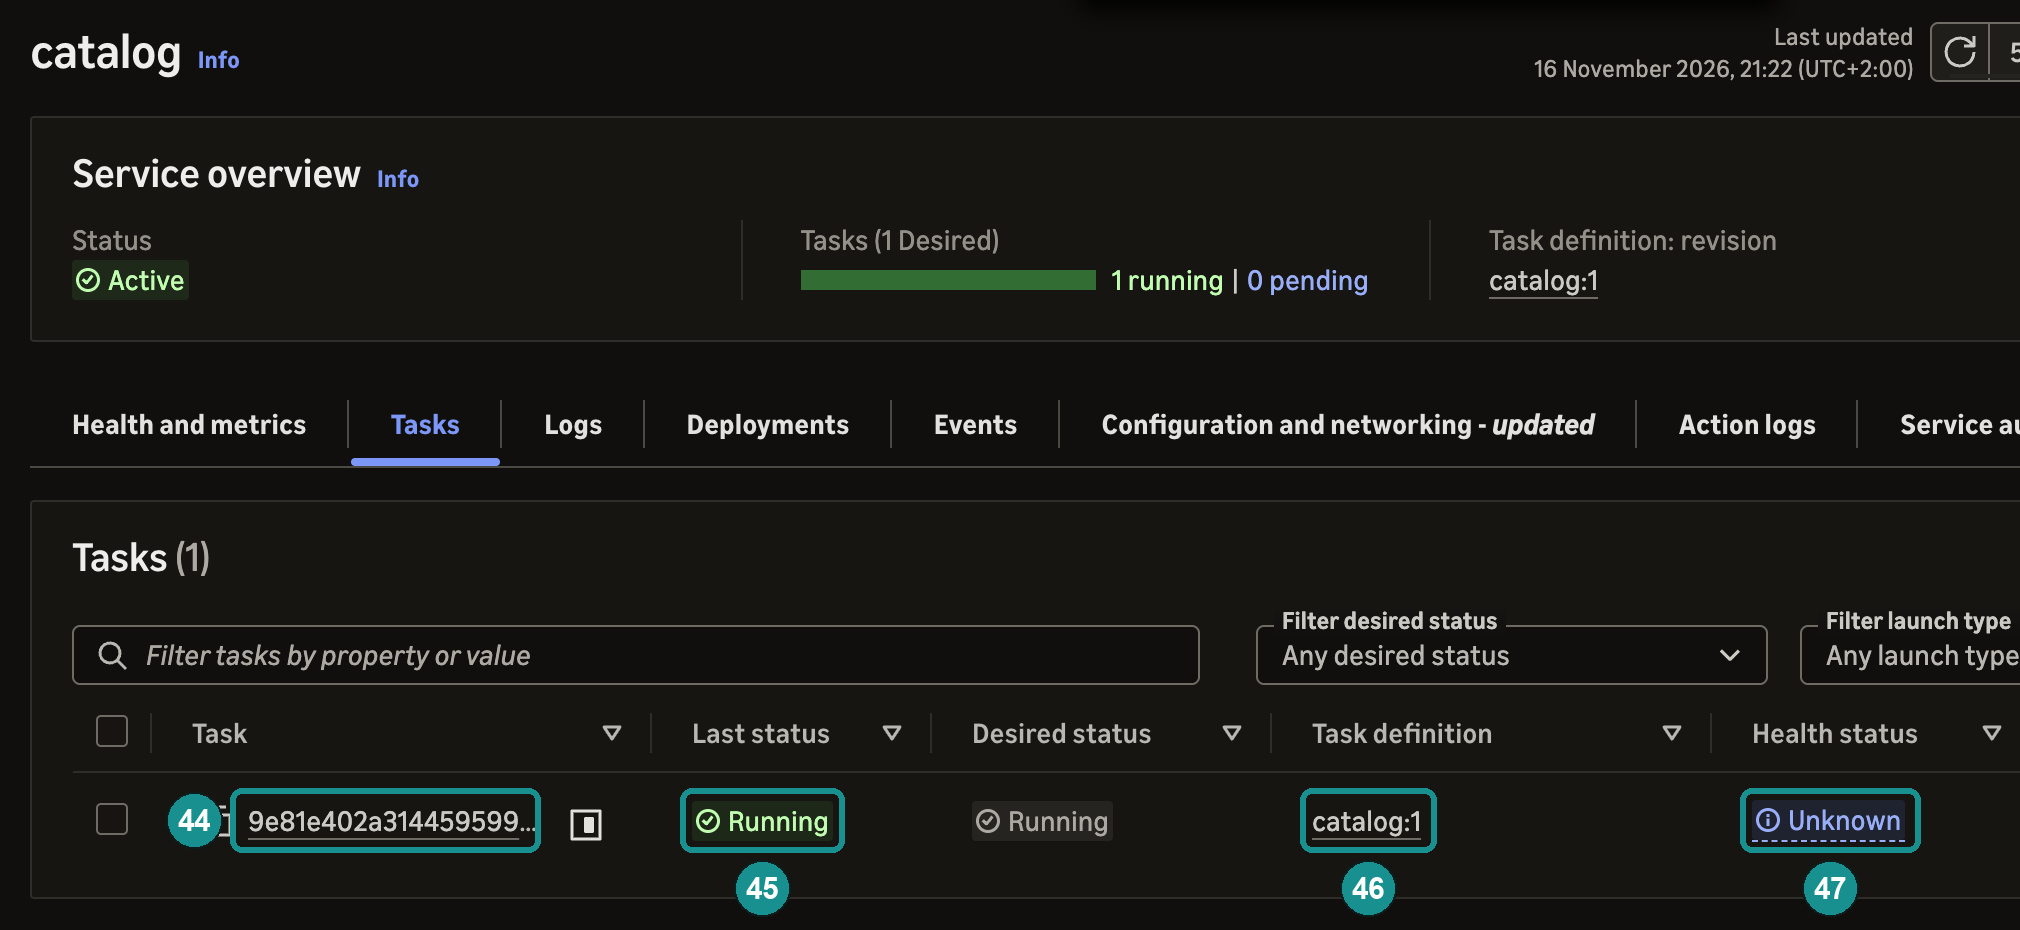 catalog Info
Last updated
16 November 2026, 21:22 (UTC+2:00)
Service overview Info
Status
Active
Tasks (1 Desired)
1 running | 0 pending
Task definition: revision
catalog:1
Health and metrics
Tasks
Logs
Deployments
Events
Configuration and networking - updated
Action logs
Service
Tasks (1)
Filter tasks by property or value
Filter desired status
Any desired status
Filter launch type
Any launch type
Task
Last status
Desired status
Task definition
Health status
44
9e81e402a314459599...
Running
Running
catalog:1
Unknown
45
46
47